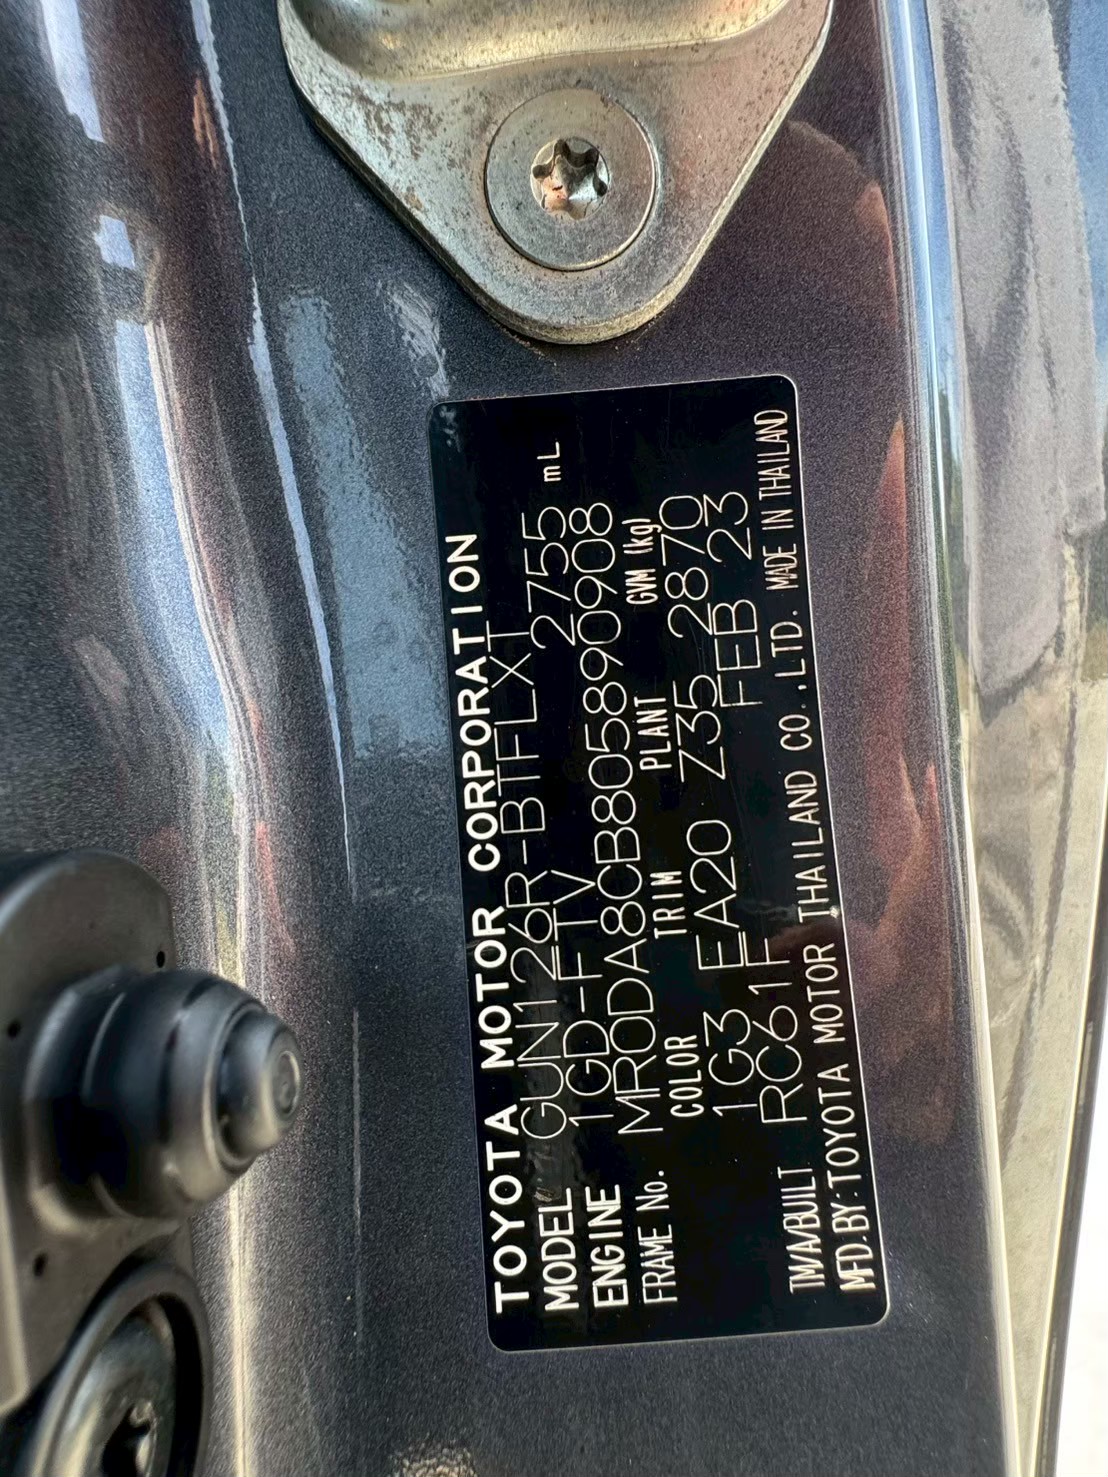 TOYOTA MOTOR CORPORATION
MODEL GUN126R-BTFLXT
ENGINE 1GD-FTV 2755 mL
FRAME No. MR0DA8CB805890908
COLOR TRIM PLANT GVM (kg)
1G3 EA20 Z35 2870
TM/A/BUILT RC61F FEB 23
MFD.BY:TOYOTA MOTOR THAILAND CO.,LTD. MADE IN THAILAND